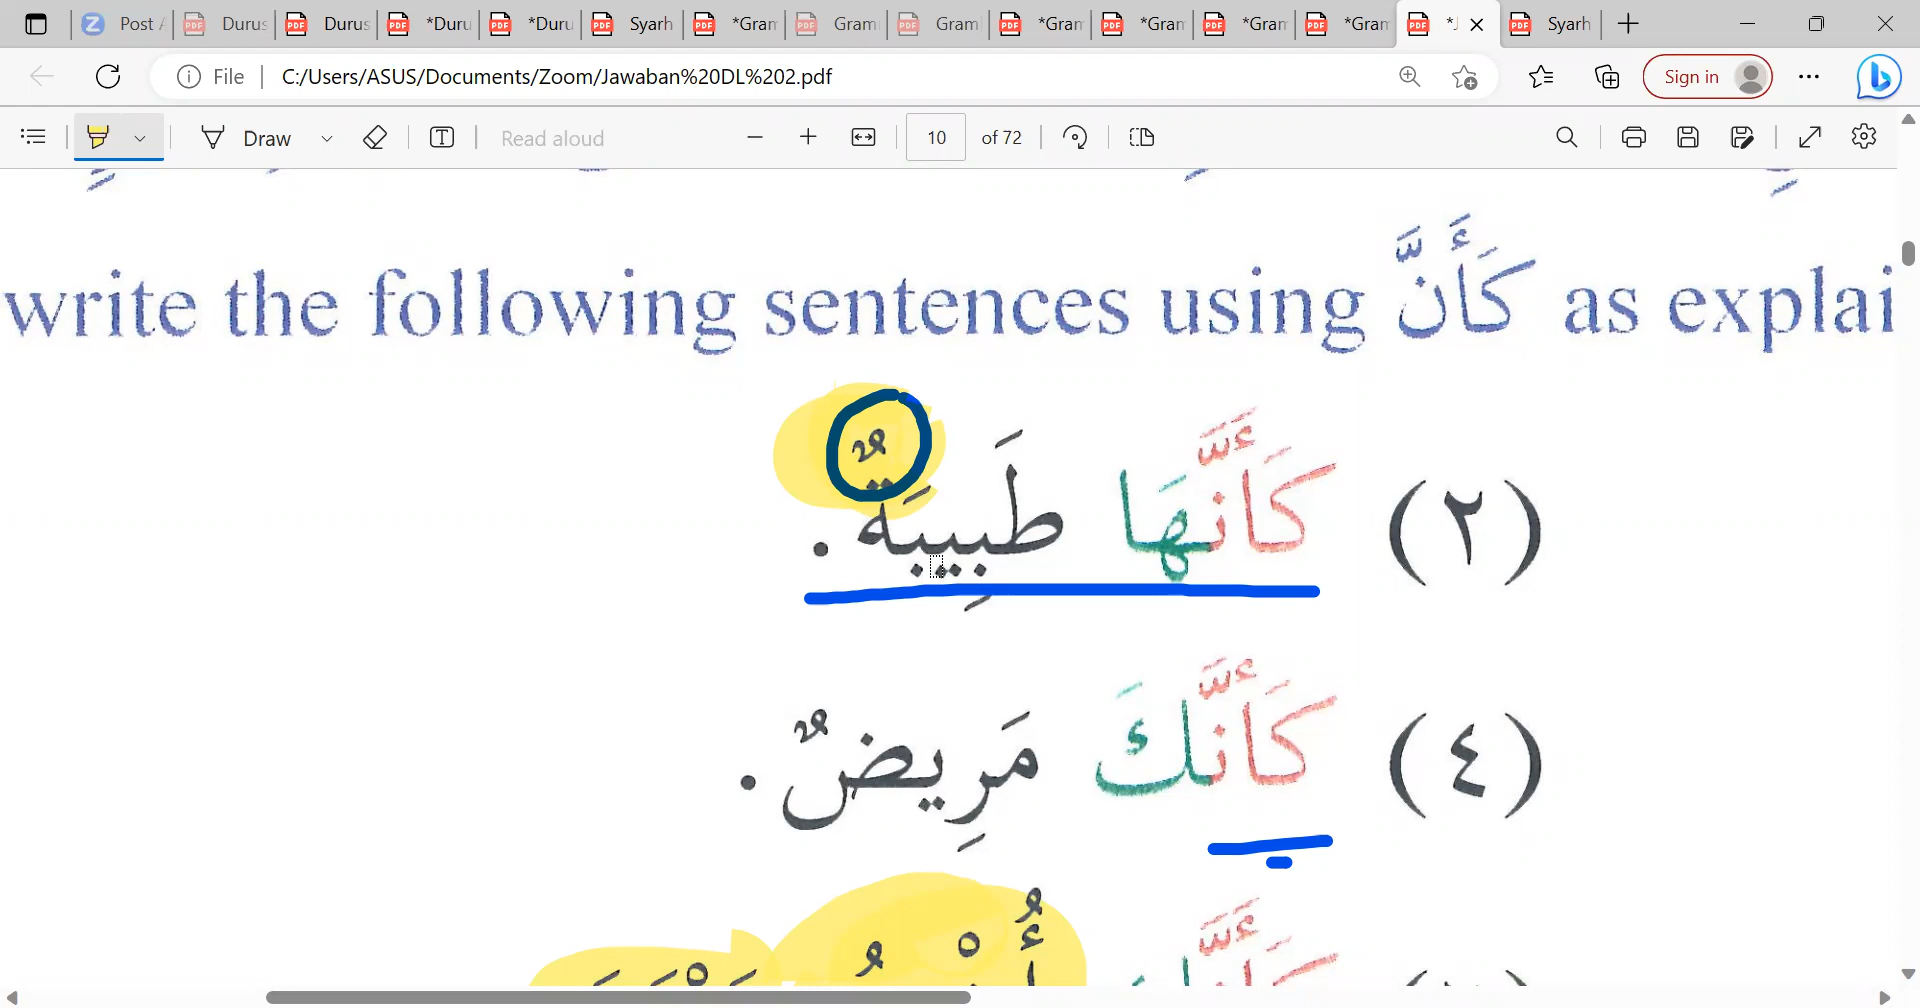 Post
Durus
Durus
*Duru
*Duru
Syarh
*Gram
Gram
Gram
*Gram
*Gram
*Gram
*Gram
Syarh
File
C:/Users/ASUS/Documents/Zoom/Jawaban%20DL%202.pdf
Sign in
Draw
Read aloud
10 of 72
write the following sentences using كَأَنَّ as explai
(٢) كَأَنَّهَا طَبِيبَةٌ .
(٤) كَأَنَّكَ مَرِيضٌ .